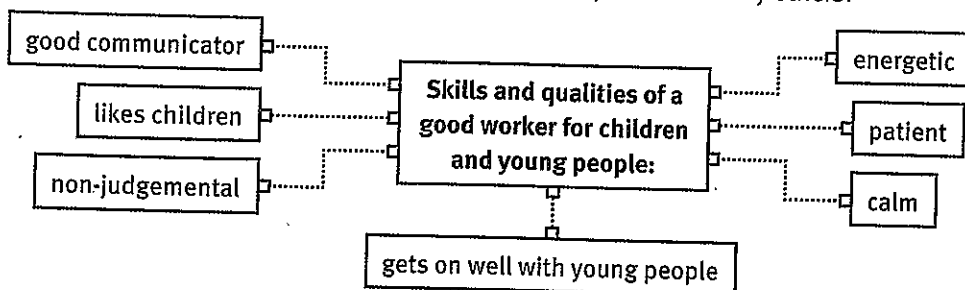 good communicator
likes children
non-judgemental
Skills and qualities of a
good worker for children
and young people:
energetic
patient
calm
gets on well with young people